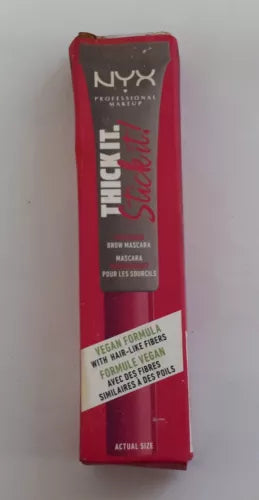 NYX
PROFESSIONAL
MAKEUP
THICK IT.
Stick it!
BROW MASCARA
MASCARA
POUR LES SOURCILS
VEGAN FORMULA
WITH HAIR-LIKE FIBERS
FORMULE VEGAN
AVEC DES FIBRES
SIMILAIRES À DES POILS
ACTUAL SIZE